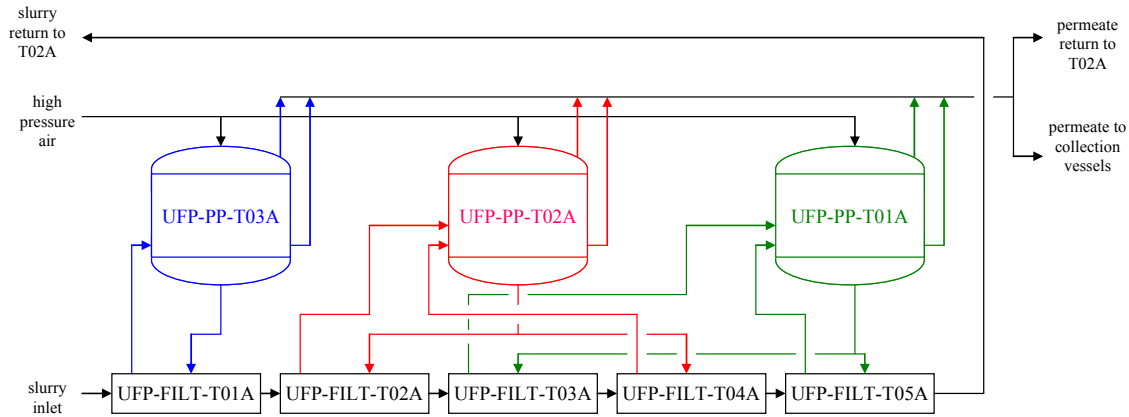 slurry
return to
T02A
permeate
return to
T02A
high
pressure
air
permeate to
collection
vessels
UFP-PP-T03A
UFP-PP-T02A
UFP-PP-T01A
slurry
inlet
UFP-FILT-T01A
UFP-FILT-T02A
UFP-FILT-T03A
UFP-FILT-T04A
UFP-FILT-T05A